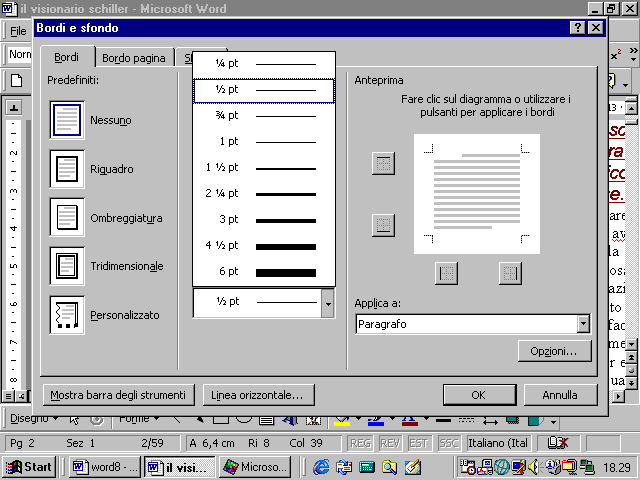 il visionario schiller - Microsoft Word
File
Bordi e sfondo
Bordi
Bordo pagina
Predefiniti:
Nessuno
Riquadro
Ombreggiatura
Tridimensionale
Personalizzato
¼ pt
½ pt
¾ pt
1 pt
1 ½ pt
2 ¼ pt
3 pt
4 ½ pt
6 pt
½ pt
Anteprima
Fare clic sul diagramma o utilizzare i
pulsanti per applicare i bordi
Applica a:
Paragrafo
Opzioni...
Mostra barra degli strumenti
Linea orizzontale...
OK
Annulla
Disegno
Forme
Pg 2 Sez 1 2/59 A 6,4 cm Ri 8 Col 39 REG REV EST SSC Italiano (Ital
Start
word8 - ...
il visi...
Microso...
18.29